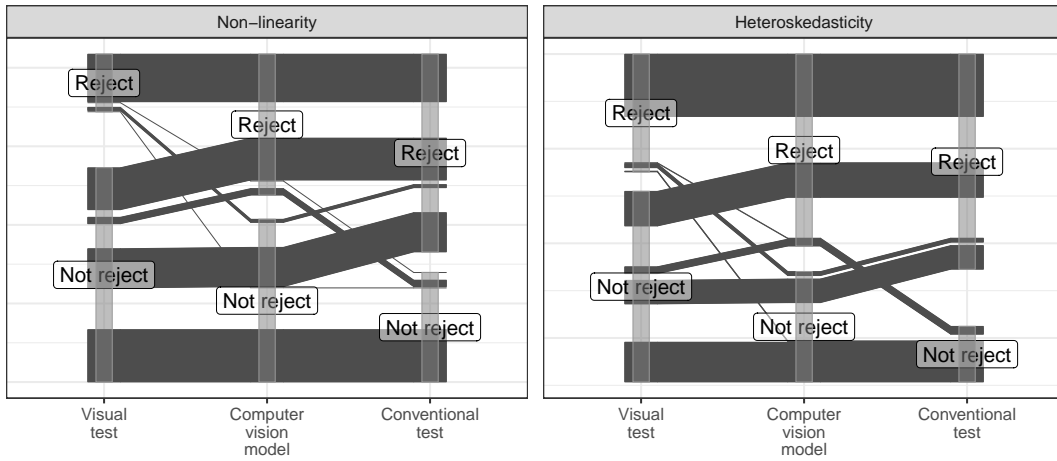 Non−linearity
Reject
Reject
Reject
Not reject
Not reject
Not reject
Visual
test
Computer
vision
model
Conventional
test
Heteroskedasticity
Reject
Reject
Reject
Not reject
Not reject
Not reject
Visual
test
Computer
vision
model
Conventional
test